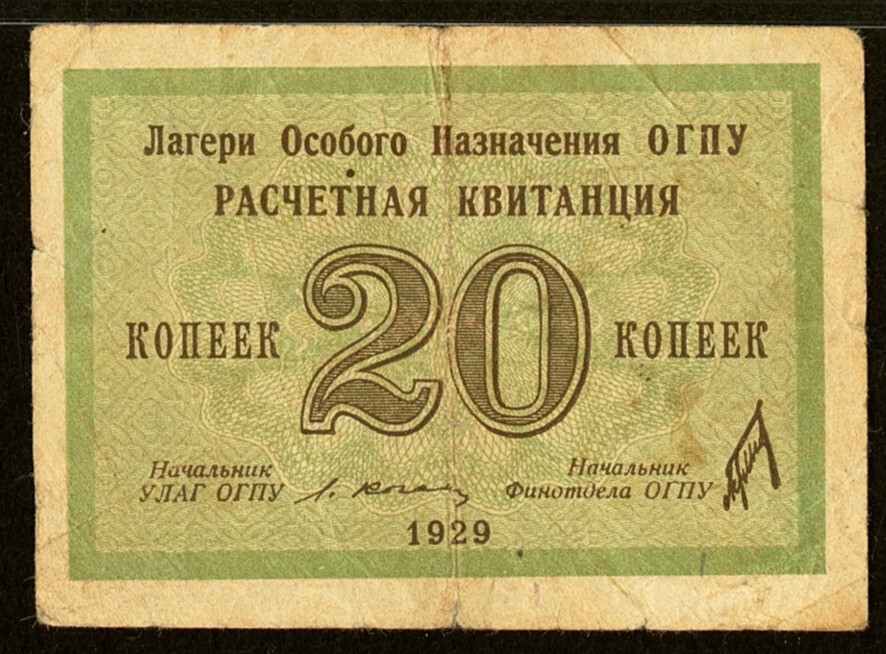 Лагери Особого Назначения ОГПУ
РАСЧЕТНАЯ КВИТАНЦИЯ
КОПЕЕК 20 КОПЕЕК
Начальник
УЛАГ ОГПУ
Начальник
Финотдела ОГПУ
1929